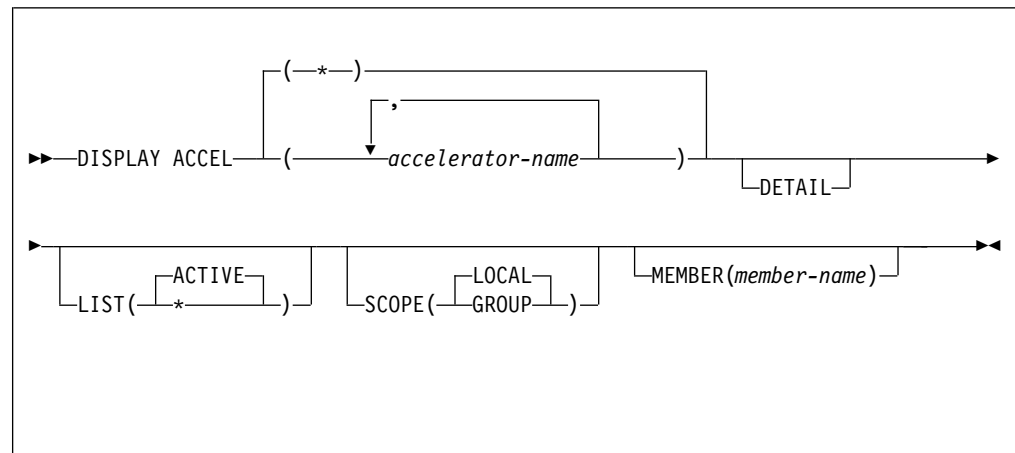 ( * )
,
DISPLAY ACCEL ( accelerator-name )
DETAIL
ACTIVE LOCAL MEMBER(member-name)
LIST( * ) SCOPE( GROUP )